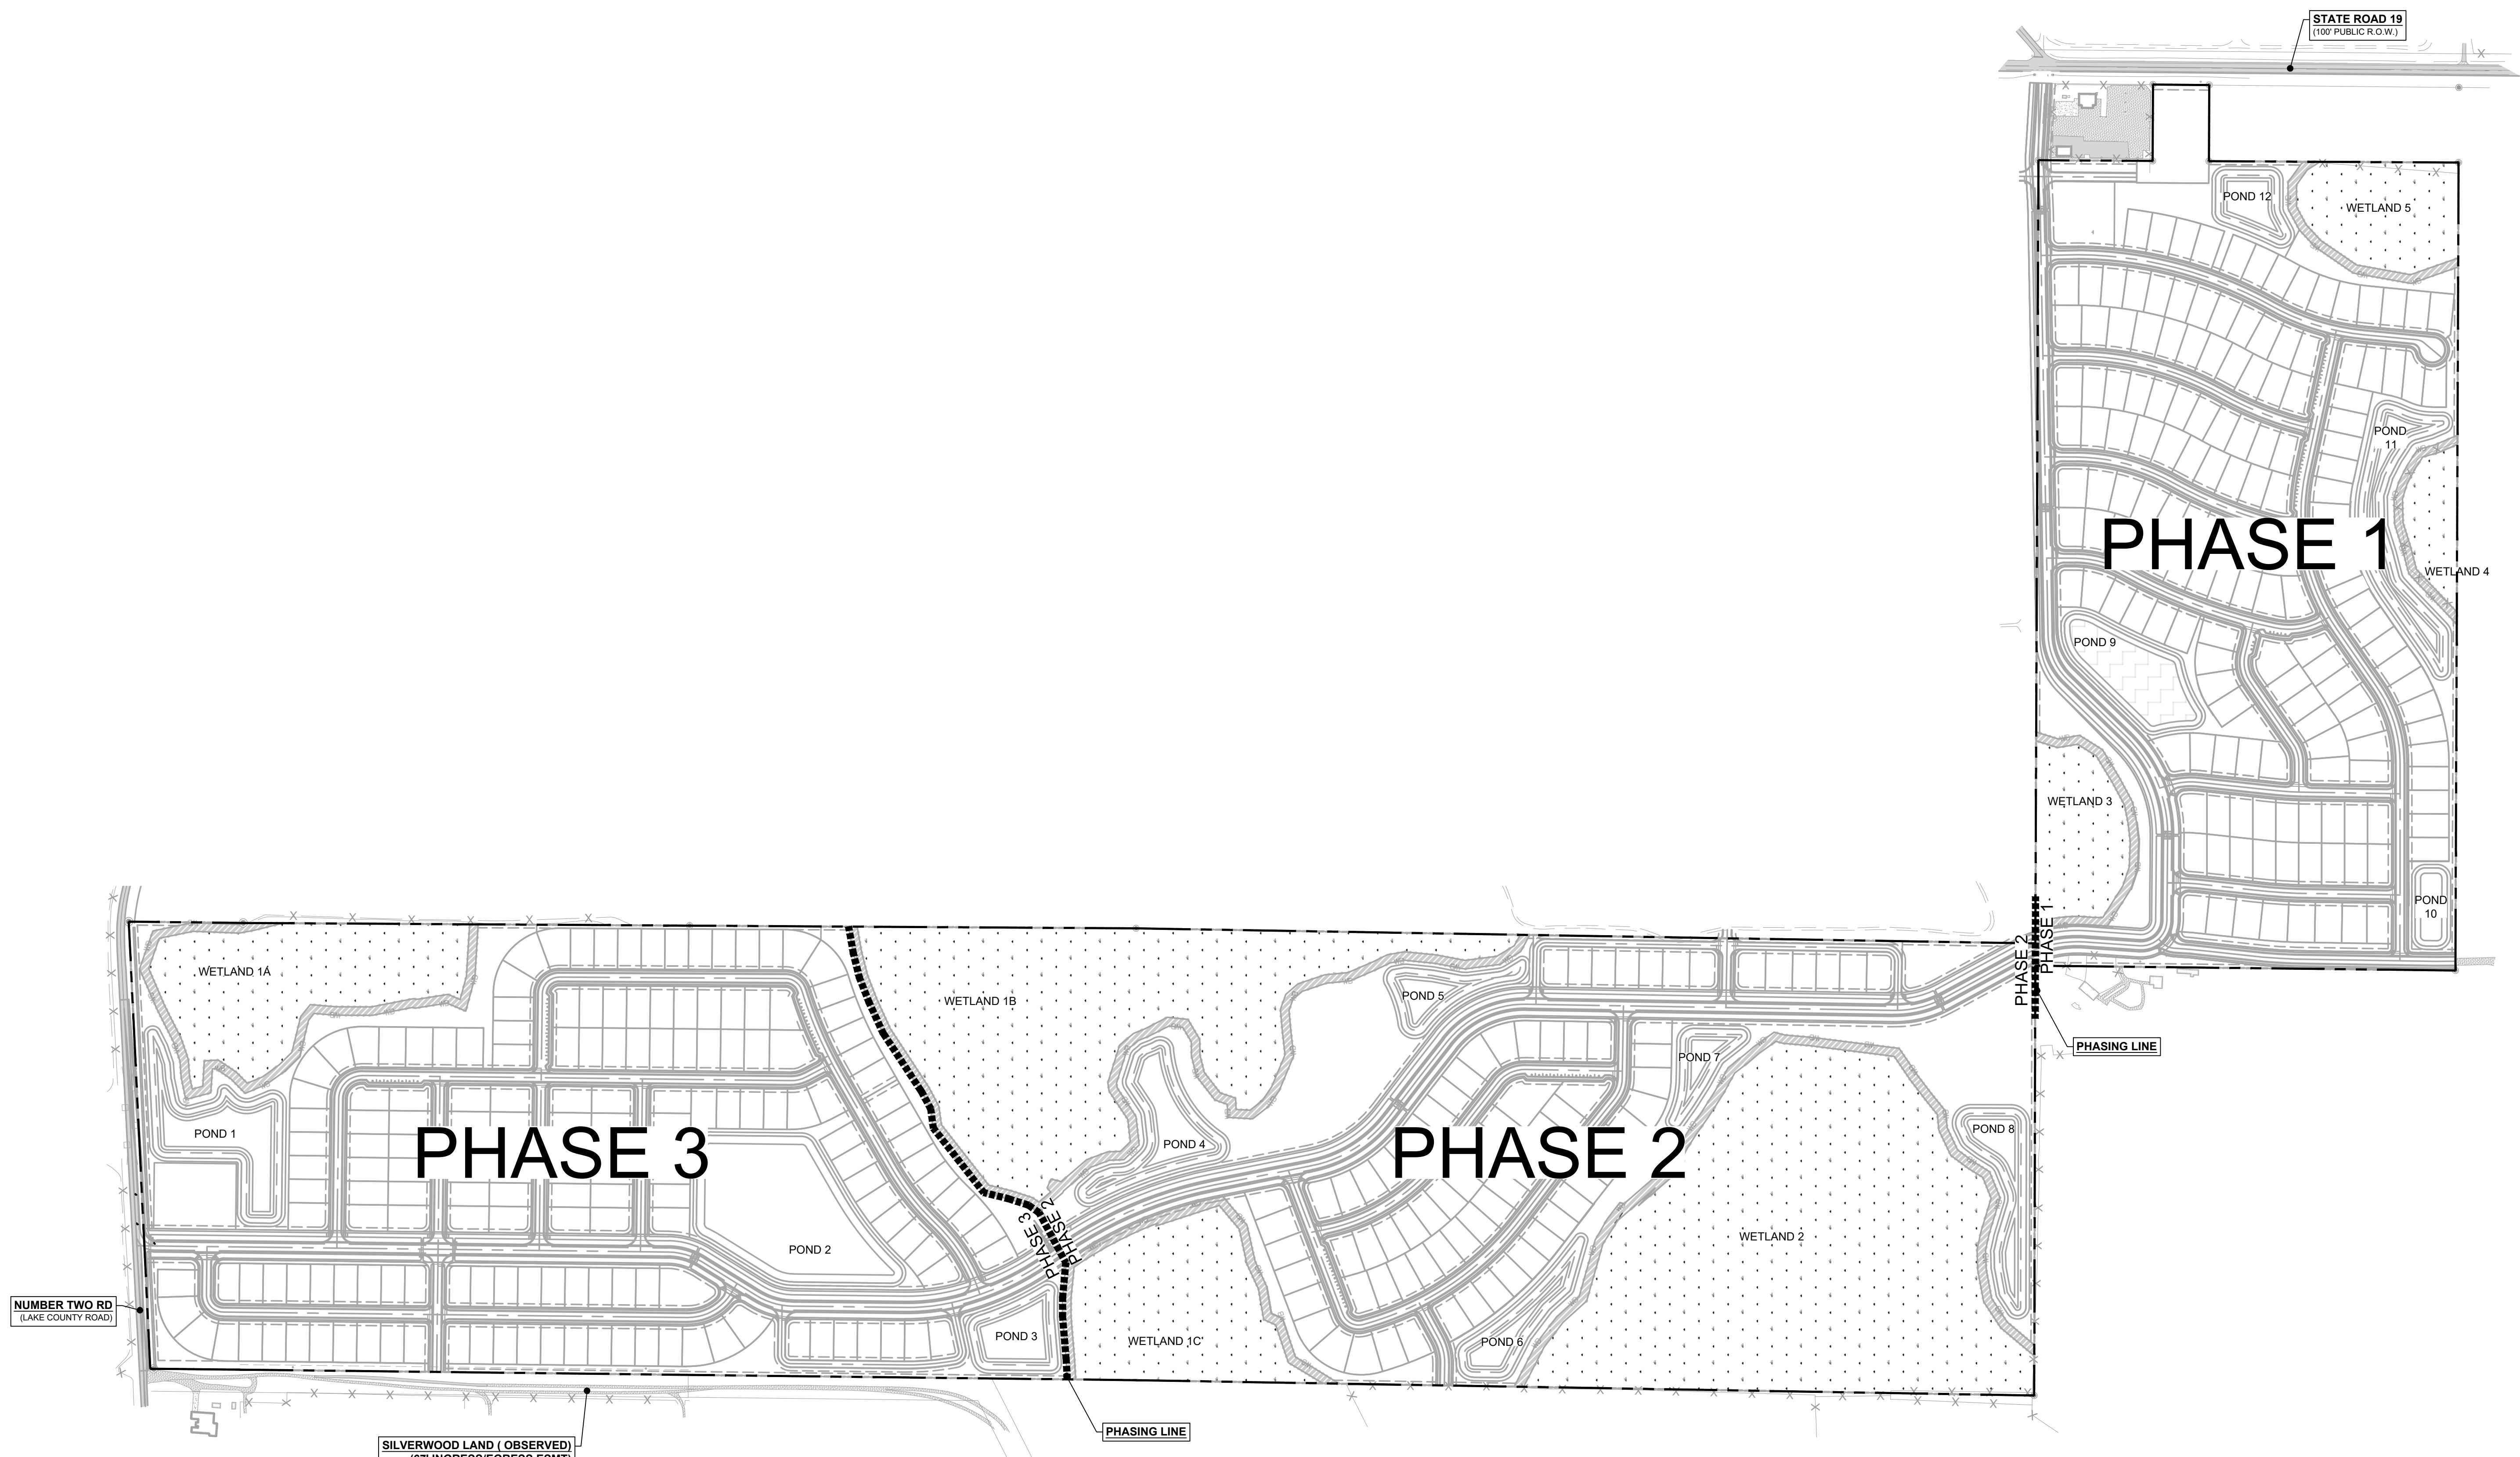 STATE ROAD 19
(100' PUBLIC R.O.W.)
POND 12
WETLAND 5
POND
11
PHASE 1
WETLAND 4
POND 9
WETLAND 3
POND
10
PHASE 2
PHASE 1
PHASING LINE
WETLAND 1A
WETLAND 1B
POND 5
POND 7
POND 8
POND 1
PHASE 3
POND 4
PHASE 2
PHASE 3
PHASE 2
POND 2
WETLAND 2
NUMBER TWO RD
(LAKE COUNTY ROAD)
POND 3
WETLAND 1C
POND 6
PHASING LINE
SILVERWOOD LAND ( OBSERVED)